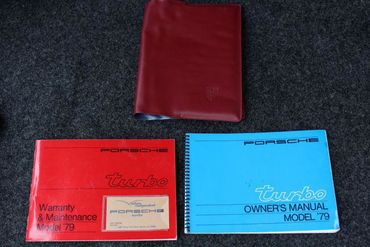 PORSCHE
turbo
Warranty
& Maintenance
Model '79
PORSCHE
PORSCHE
turbo
OWNER'S MANUAL
MODEL '79